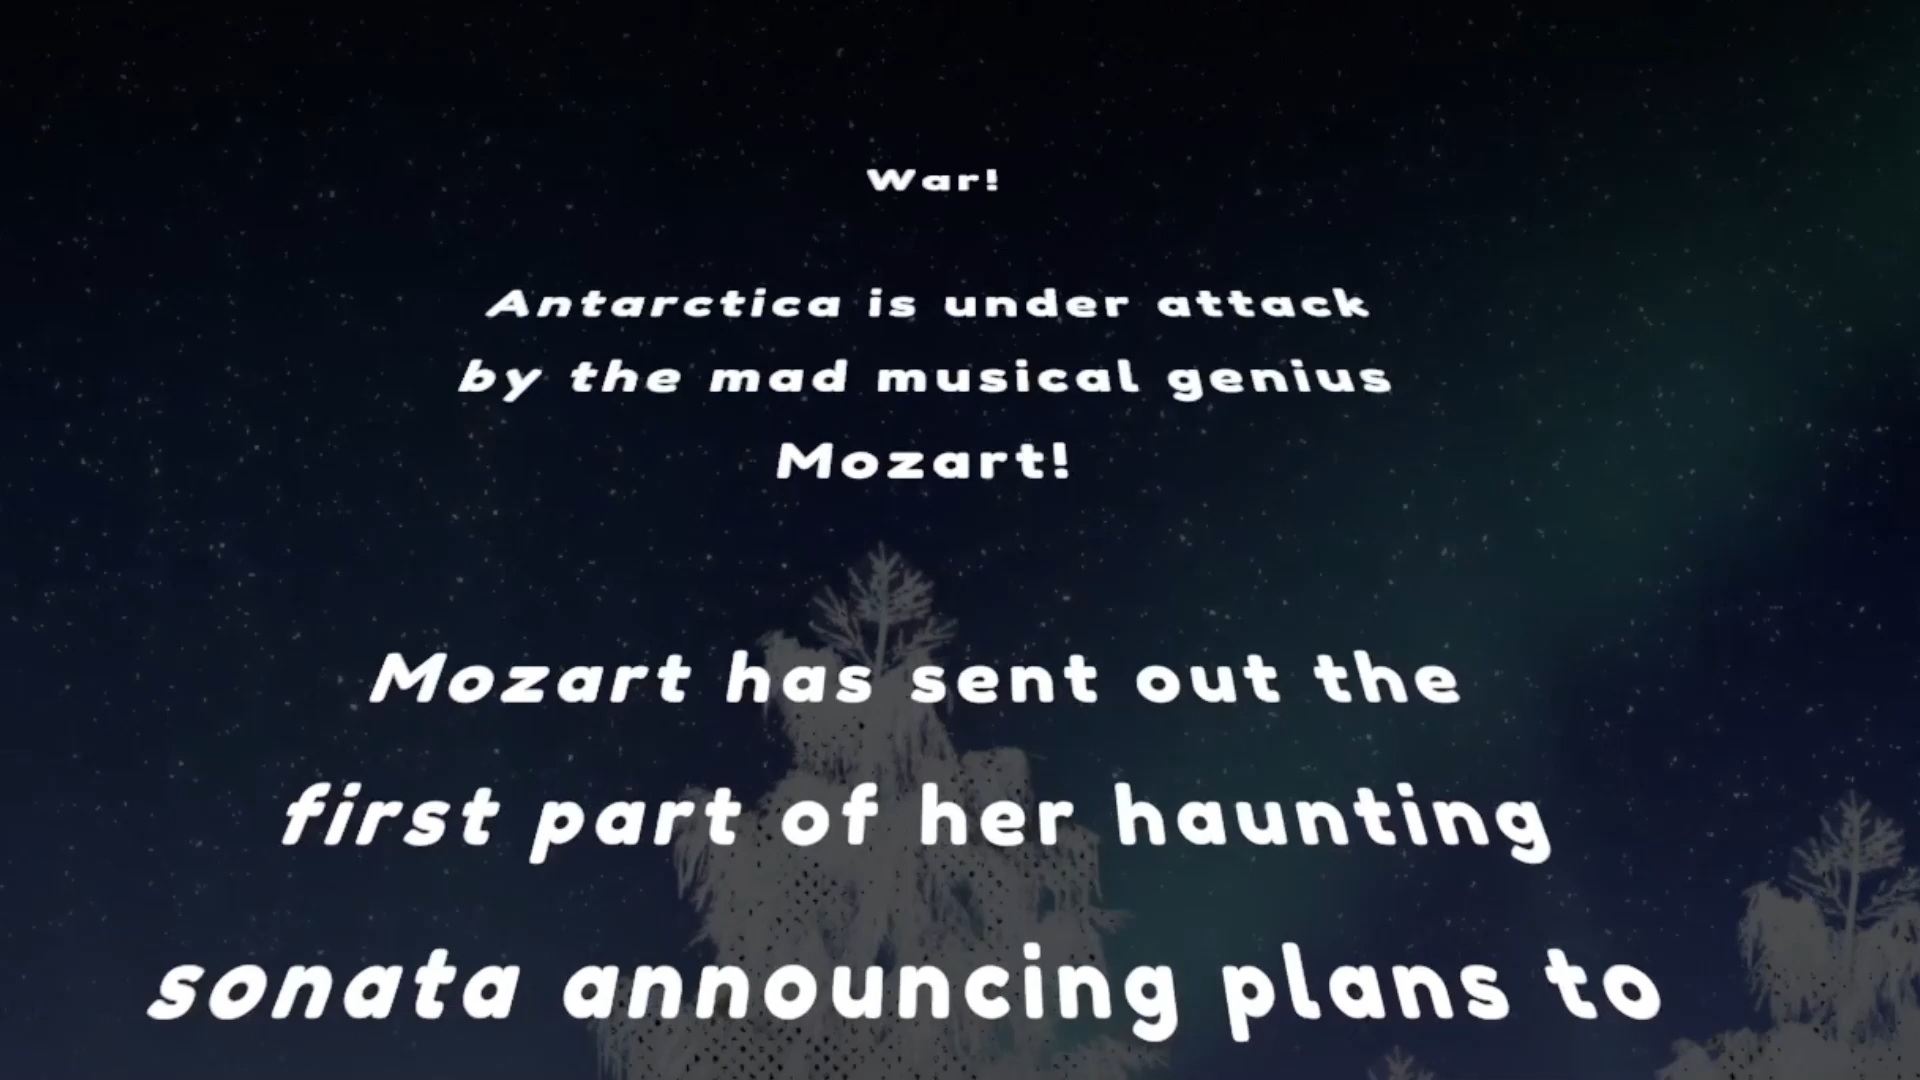 War!
Antarctica is under attack
by the mad musical genius
Mozart!
Mozart has sent out the
first part of her haunting
sonata announcing plans to